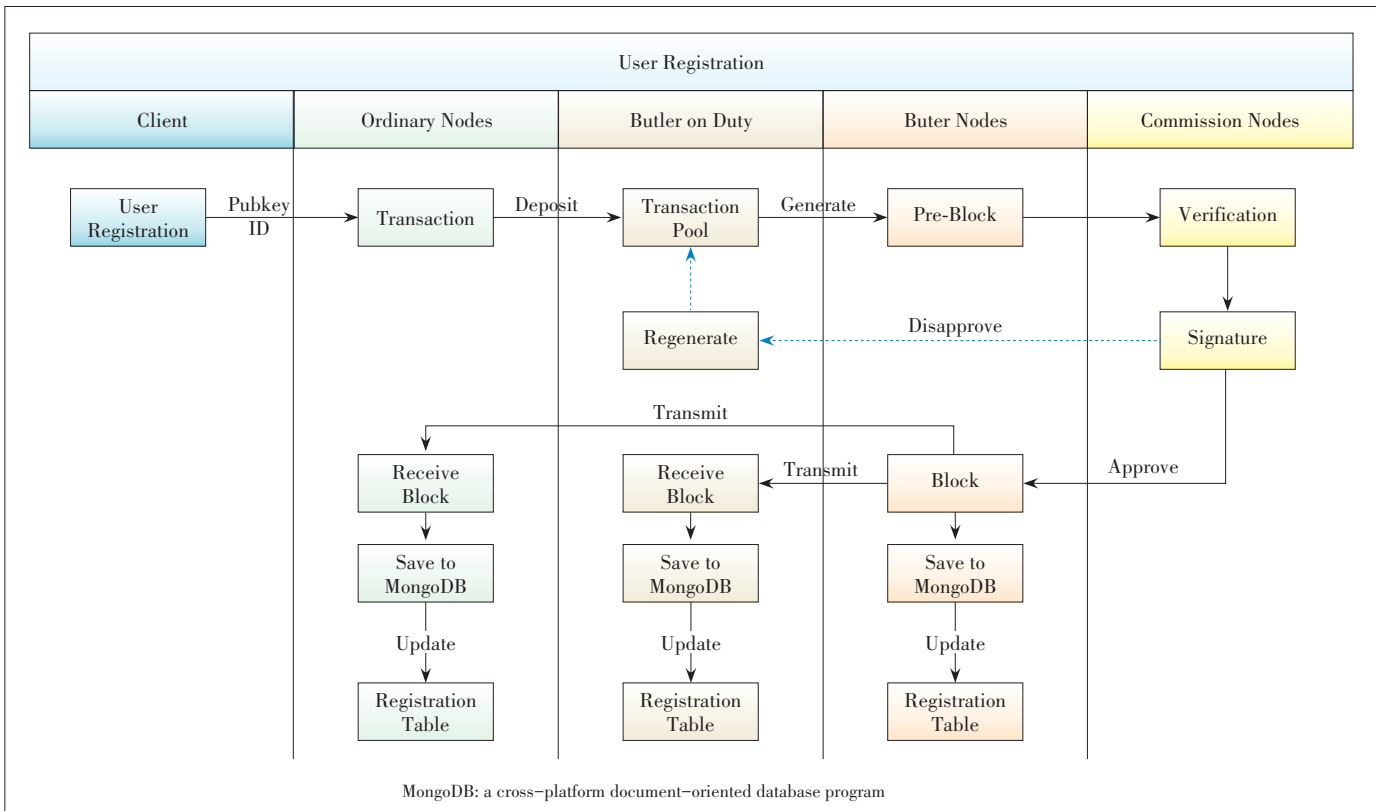 User Registration
Client
Ordinary Nodes
Butler on Duty
Buter Nodes
Commission Nodes
User
Registration
Pubkey
ID
Transaction
Deposit
Transaction
Pool
Generate
Pre-Block
Verification
Regenerate
Disapprove
Signature
Transmit
Receive
Block
Receive
Block
Transmit
Block
Approve
Save to
MongoDB
Save to
MongoDB
Save to
MongoDB
Update
Update
Update
Registration
Table
Registration
Table
Registration
Table
MongoDB: a cross-platform document-oriented database program